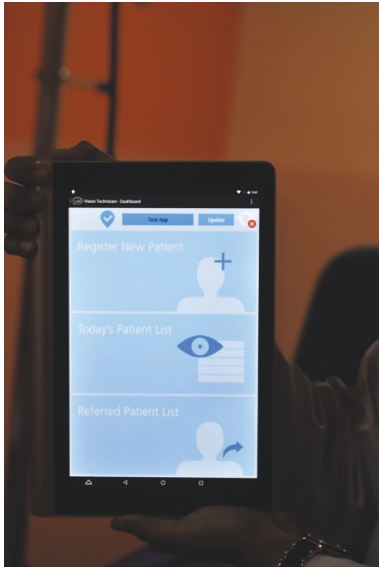 Vision Technician - Dashboard
Test App
Update
Register New Patient
Today's Patient List
Referred Patient List